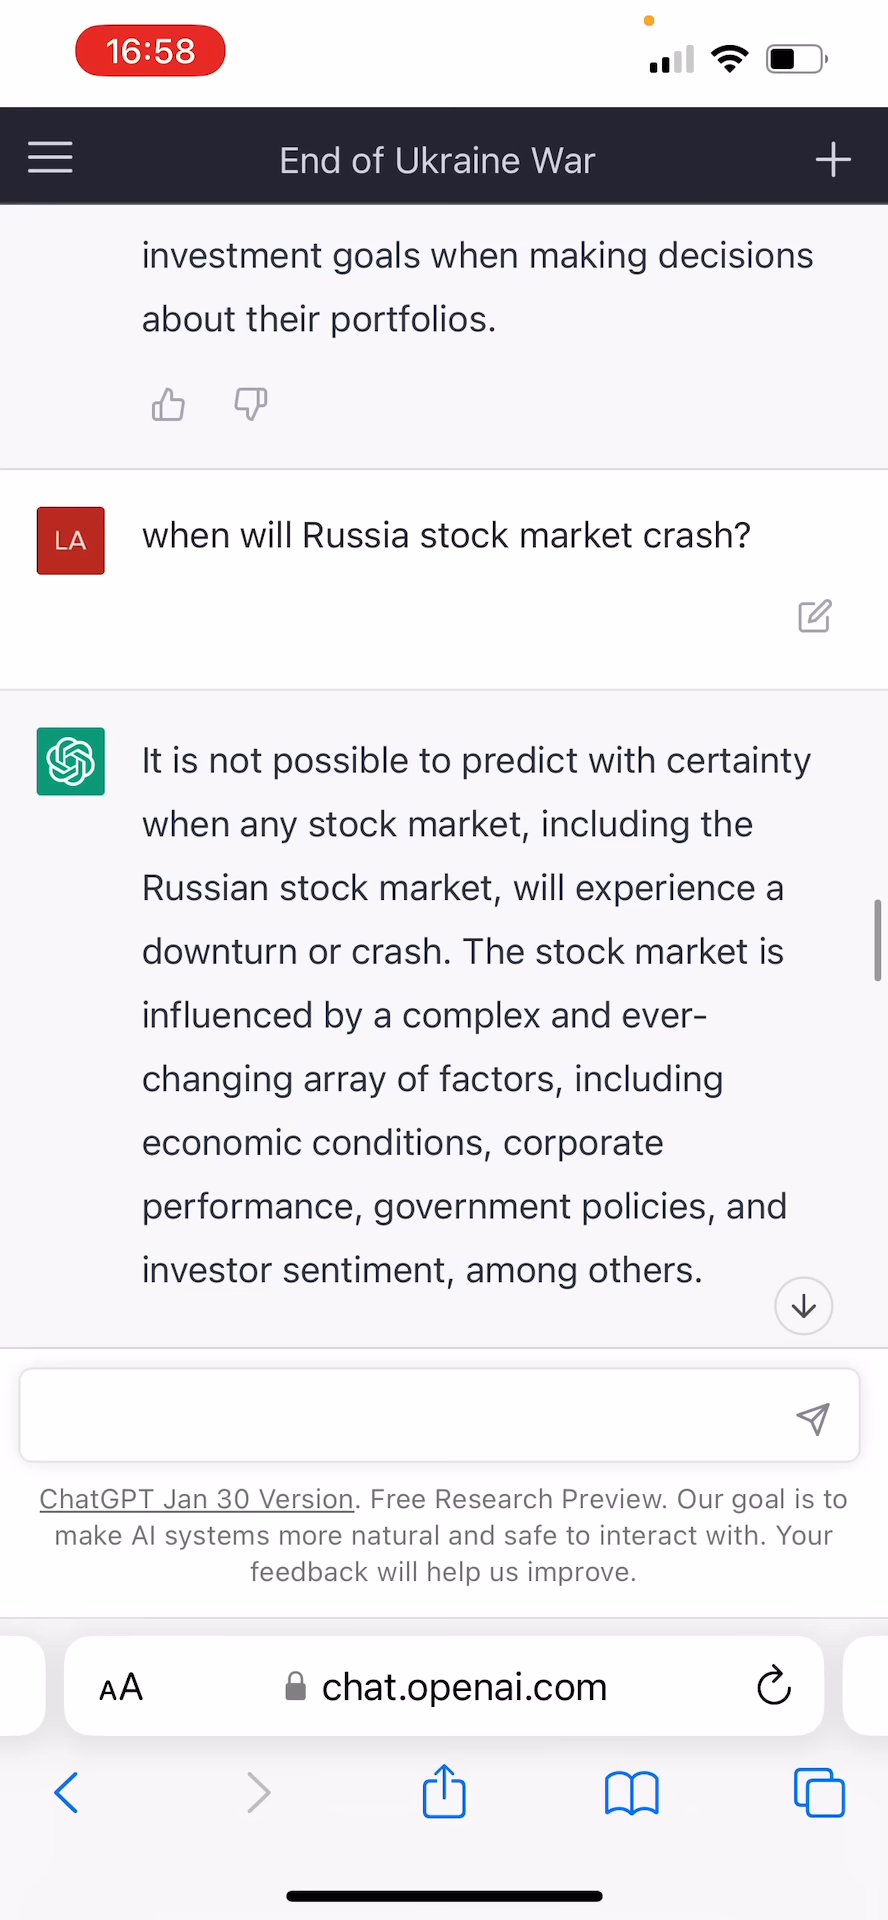 16:58
End of Ukraine War
investment goals when making decisions
about their portfolios.
LA
when will Russia stock market crash?
It is not possible to predict with certainty
when any stock market, including the
Russian stock market, will experience a
downturn or crash. The stock market is
influenced by a complex and ever-
changing array of factors, including
economic conditions, corporate
performance, government policies, and
investor sentiment, among others.
ChatGPT Jan 30 Version. Free Research Preview. Our goal is to
make AI systems more natural and safe to interact with. Your
feedback will help us improve.
AA chat.openai.com